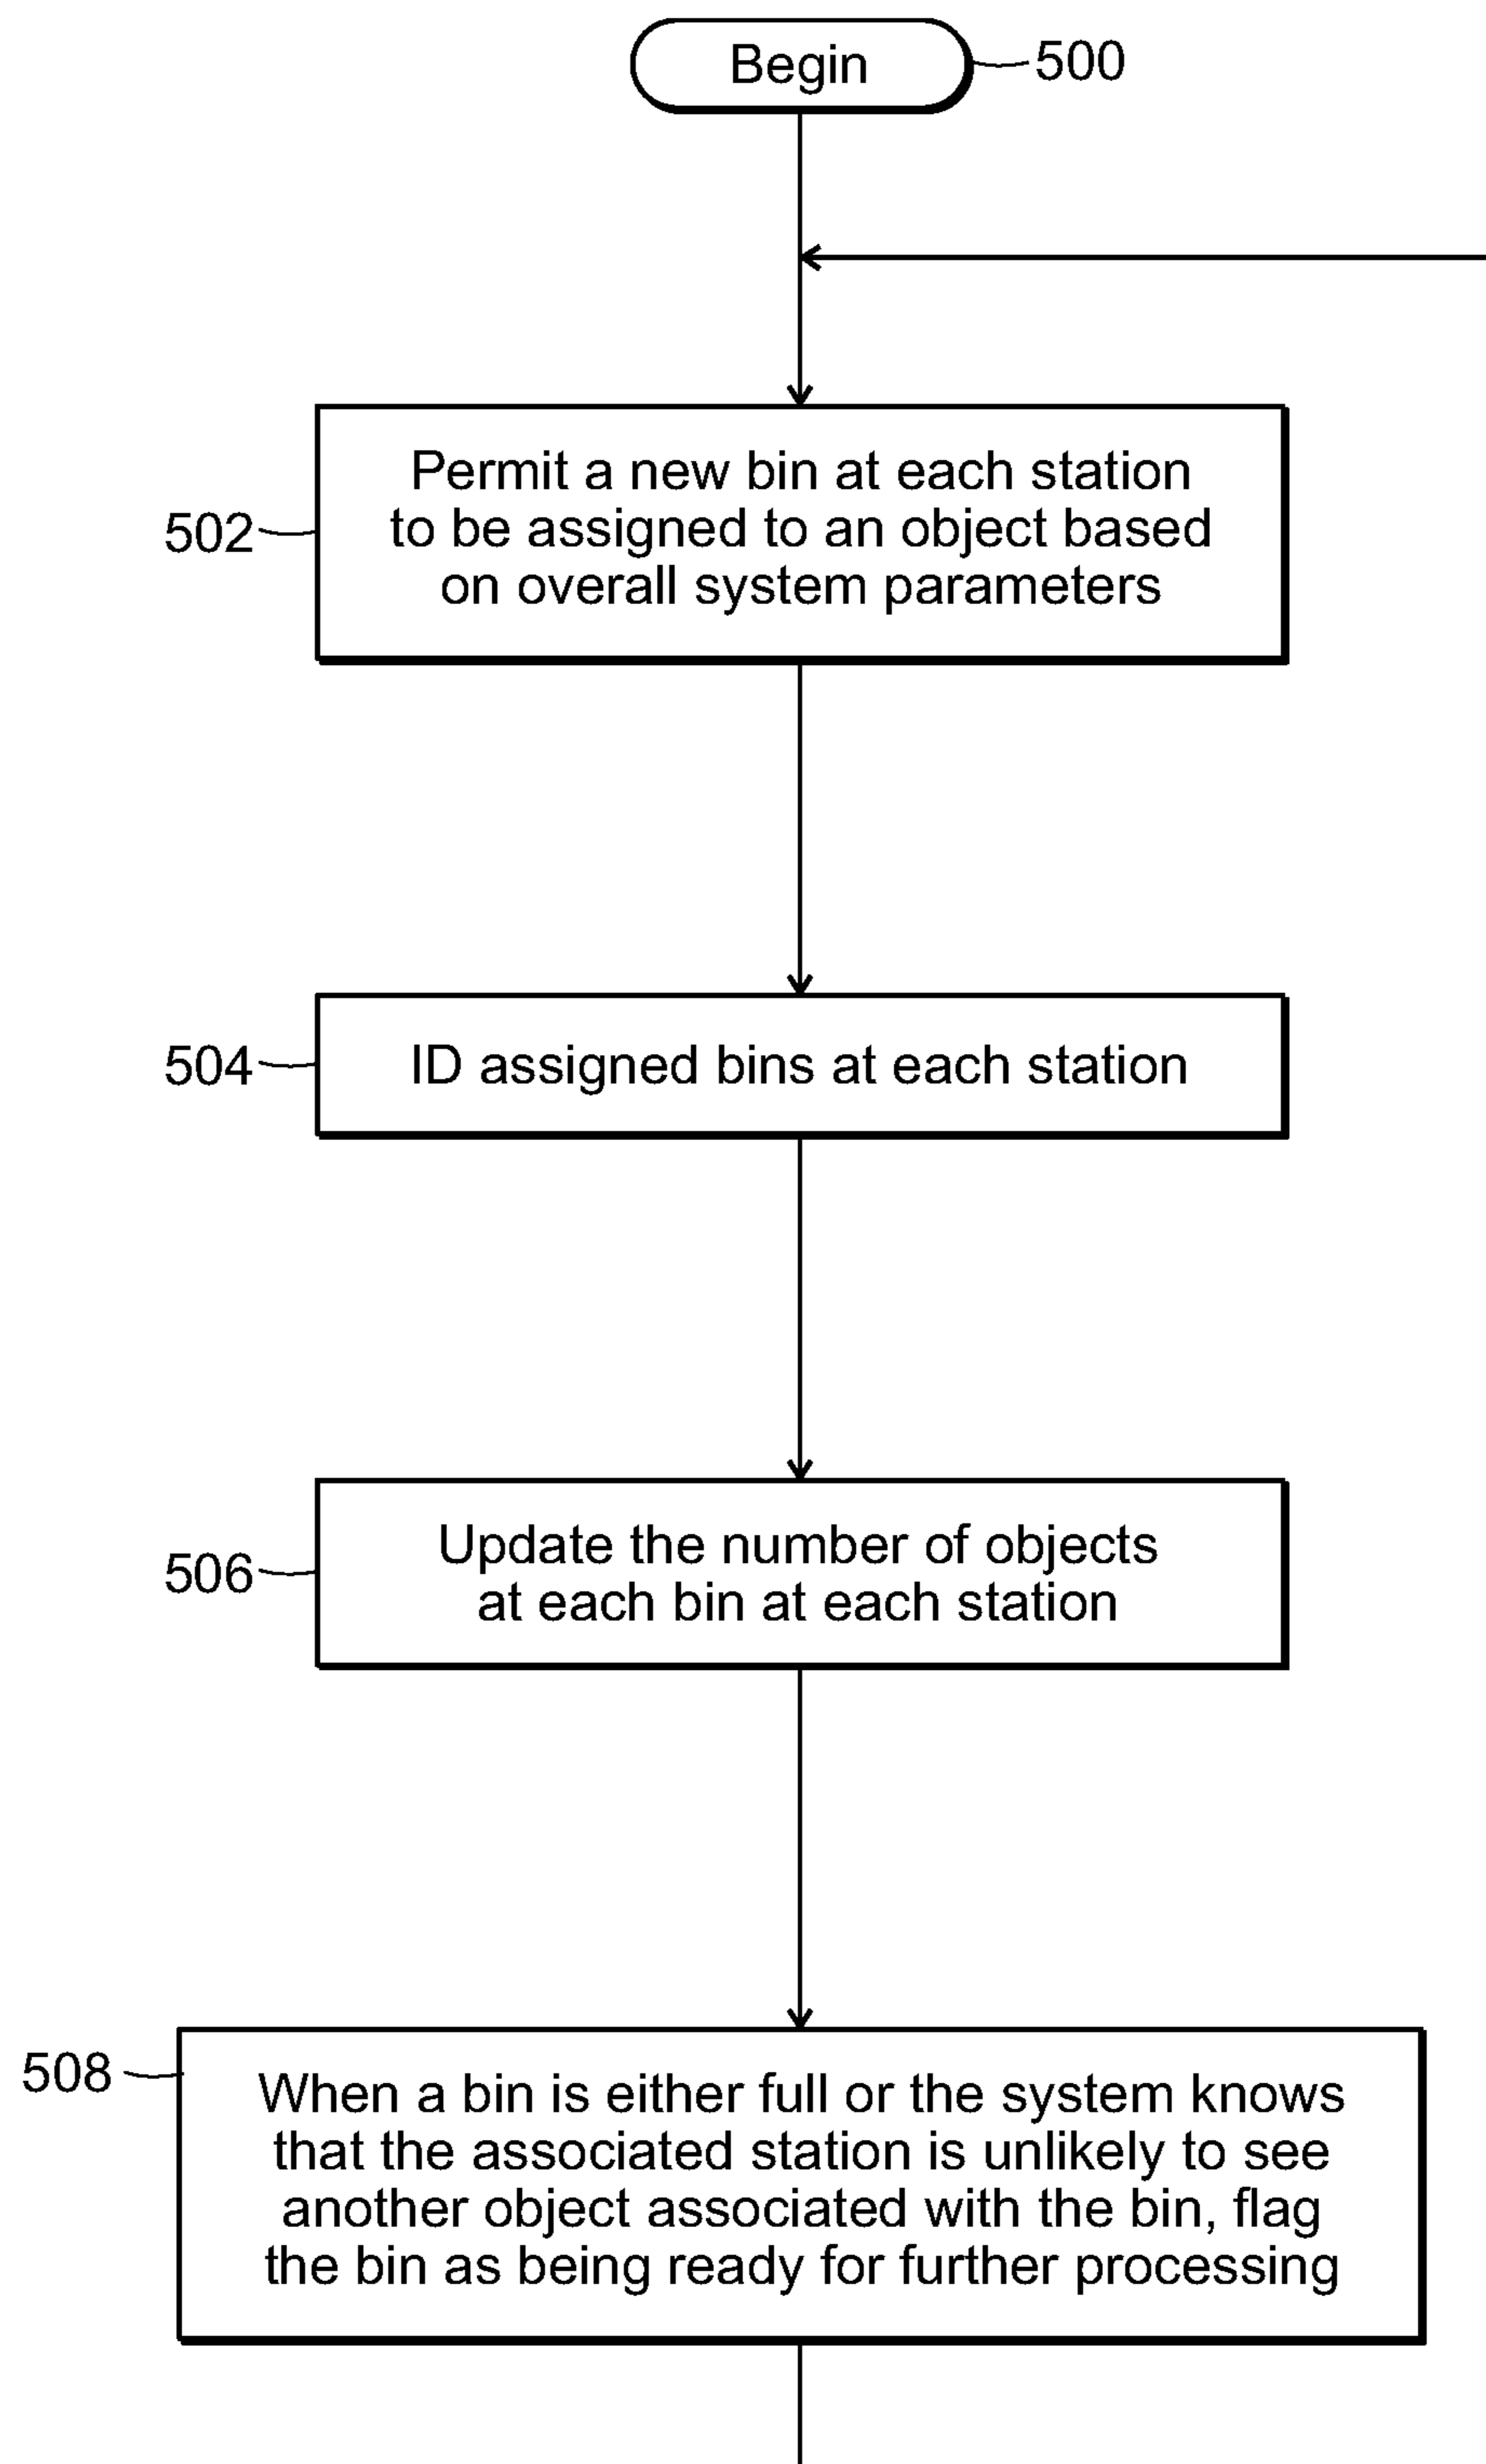 Begin
500
Permit a new bin at each station
to be assigned to an object based
on overall system parameters
502
ID assigned bins at each station
504
Update the number of objects
at each bin at each station
506
508
When a bin is either full or the system knows
that the associated station is unlikely to see
another object associated with the bin, flag
the bin as being ready for further processing